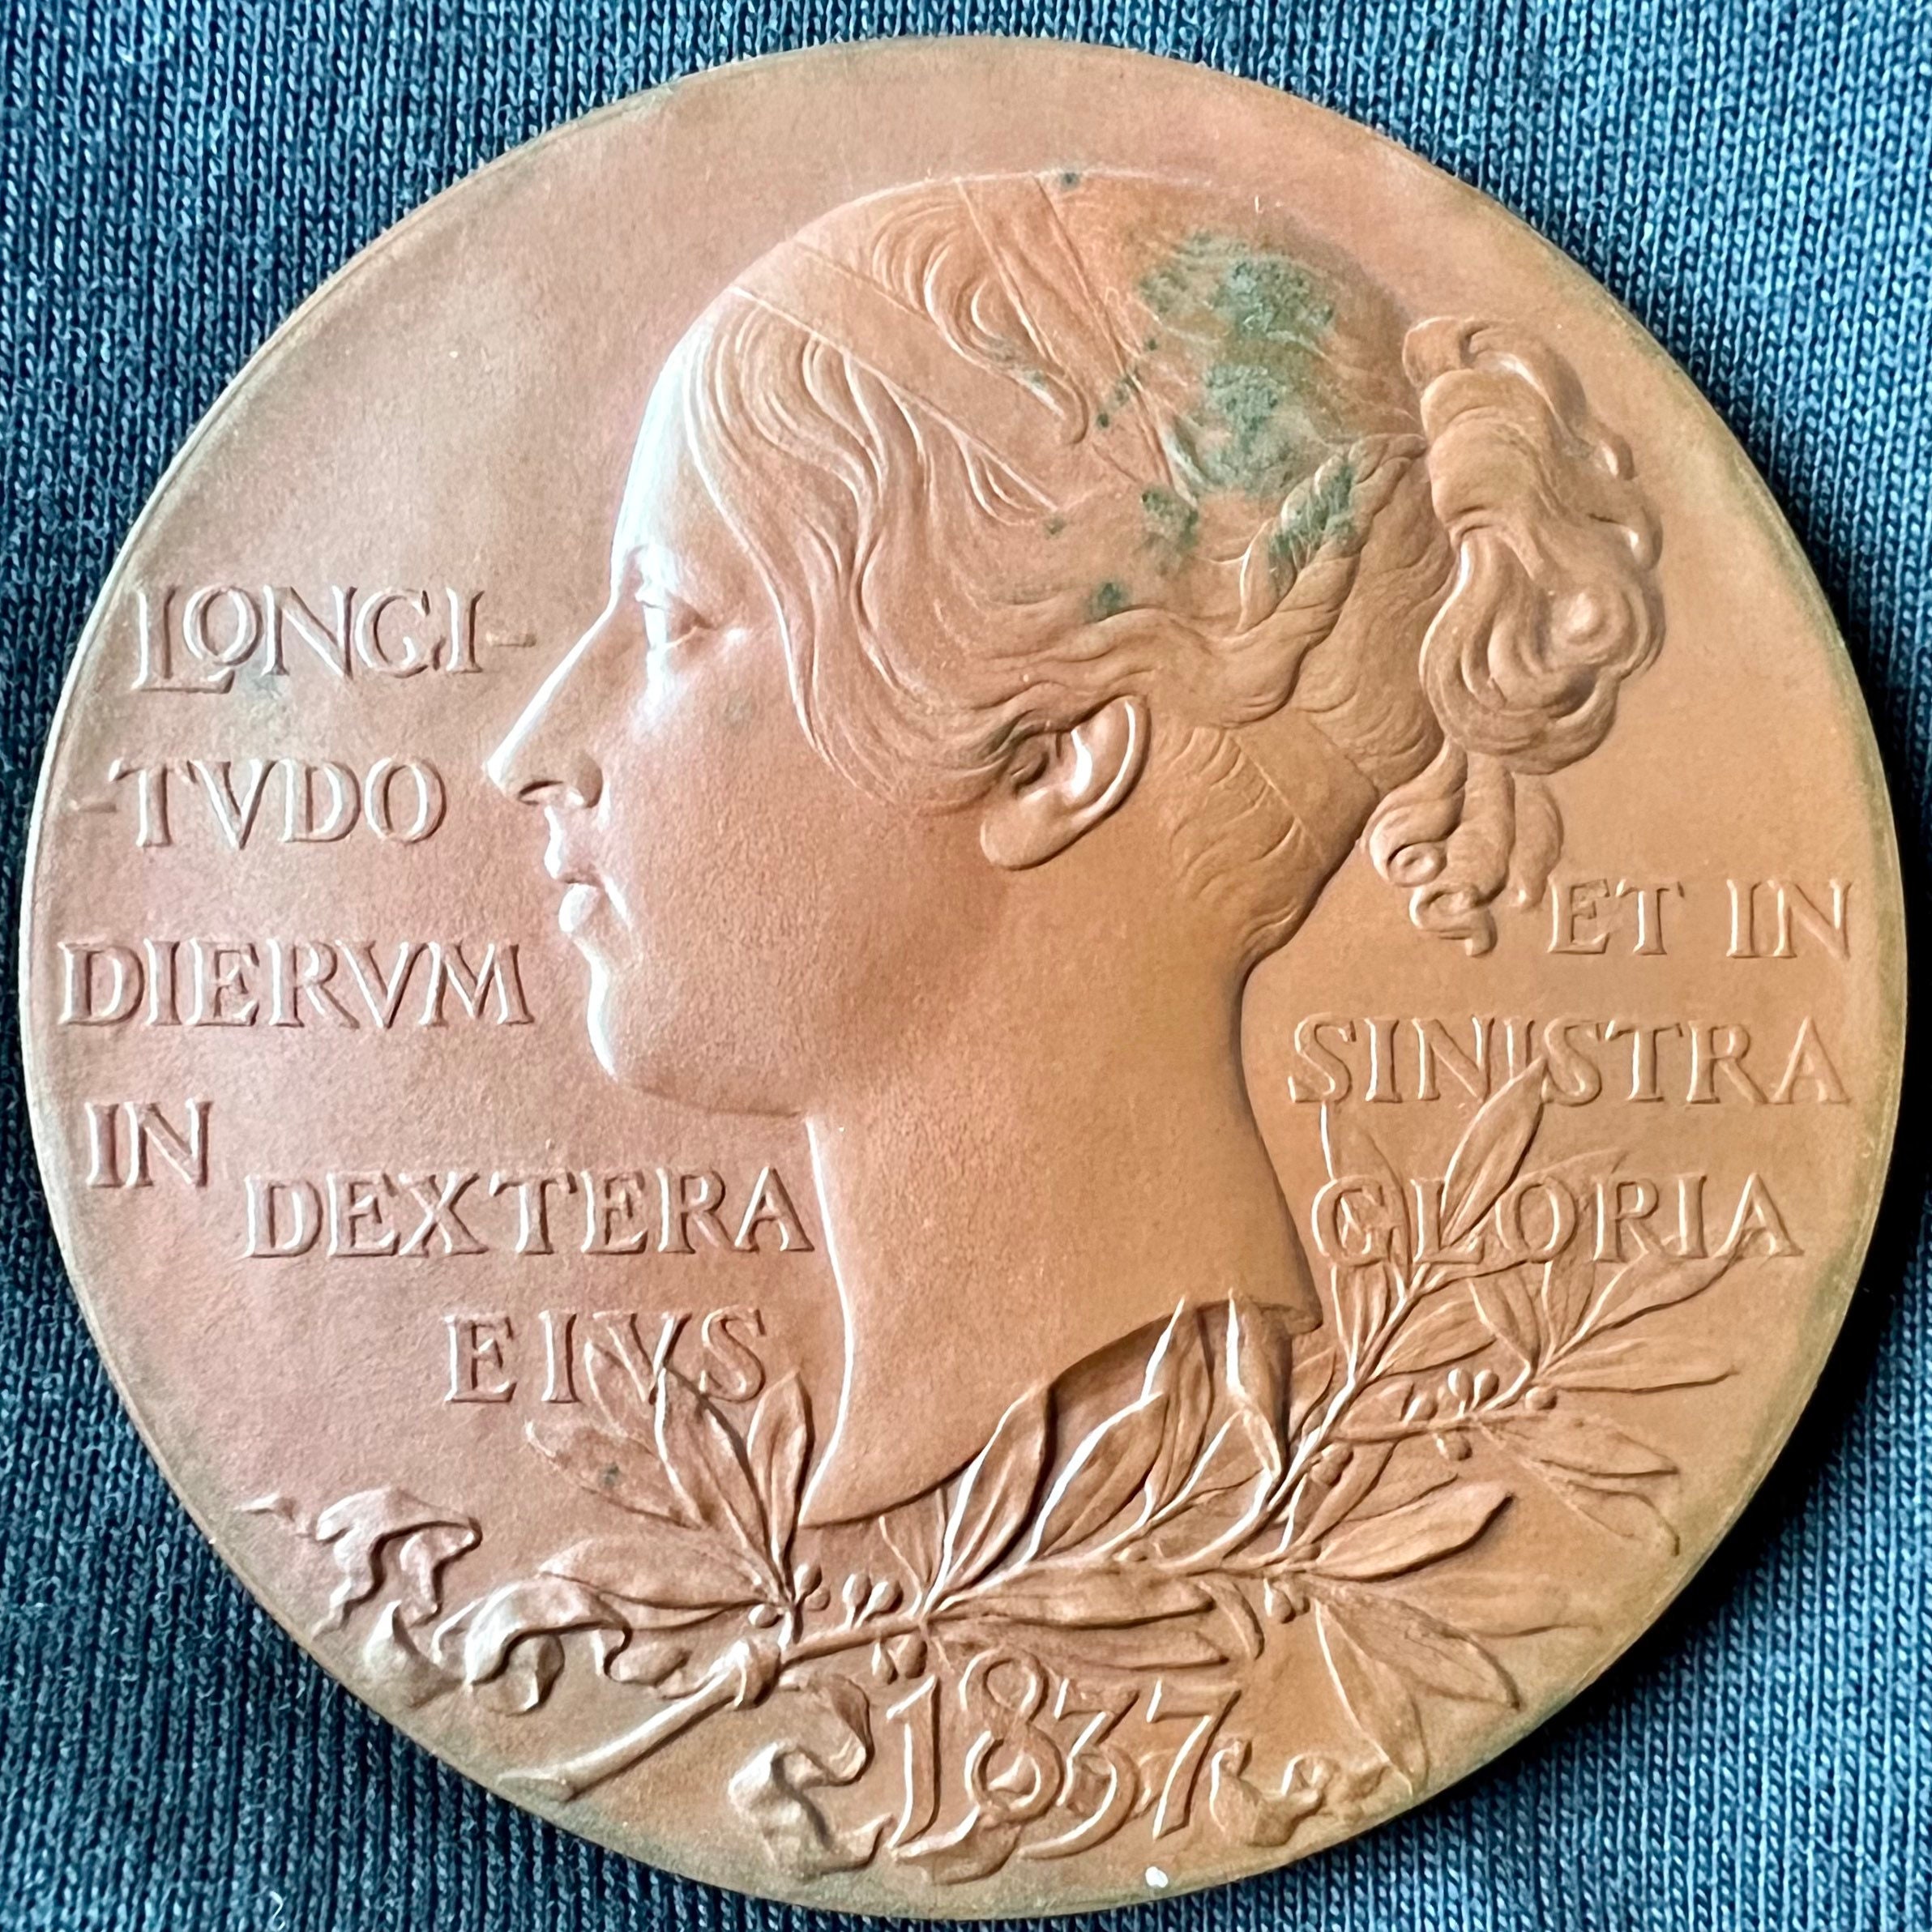 LONGI-
-TVDO
DIERVM
IN
DEXTERA
EIVS
ET IN
SINISTRA
GLORIA
1837